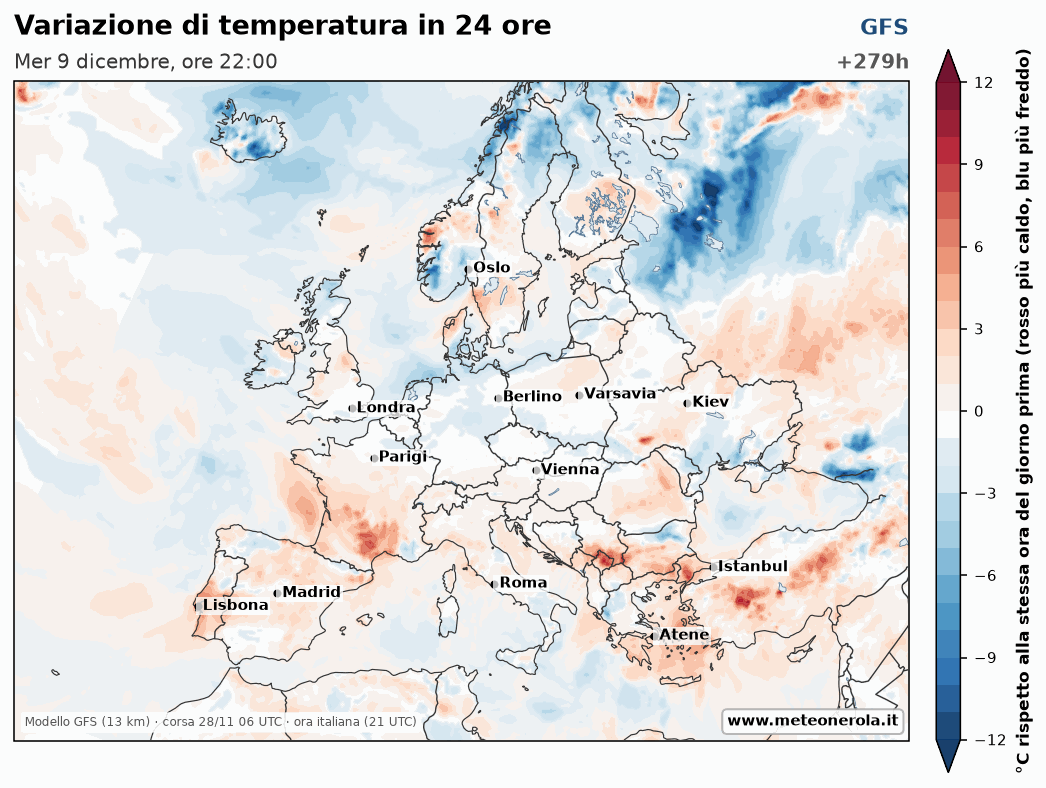 Variazione di temperatura in 24 ore
GFS
Mer 9 dicembre, ore 22:00
+279h
Oslo
Londra
Berlino
Varsavia
Kiev
Parigi
Vienna
Istanbul
Roma
Madrid
Lisbona
Atene
Modello GFS (13 km) · corsa 28/11 06 UTC · ora italiana (21 UTC)
www.meteonerola.it
12
9
6
3
0
−3
−6
−9
−12
°C rispetto alla stessa ora del giorno prima (rosso più caldo, blu più freddo)